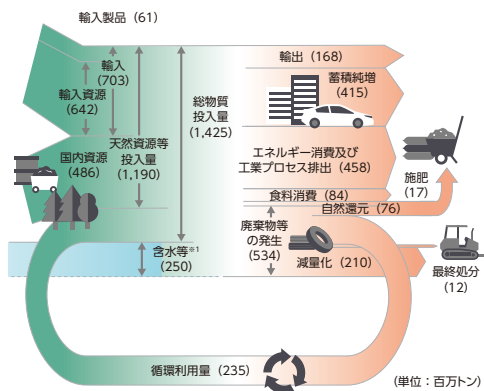 輸入製品（61）
輸入
(703)
輸入資源
(642)
国内資源
(486)
天然資源等
投入量
(1,190)
総物質
投入量
(1,425)
含水等※1
(250)
輸出（168）
蓄積純増
(415)
エネルギー消費及び
工業プロセス排出（458）
食料消費（84）
自然還元（76）
施肥
(17)
廃棄物等
の発生
(534)
減量化（210）
最終処分
(12)
循環利用量（235）
（単位：百万トン）